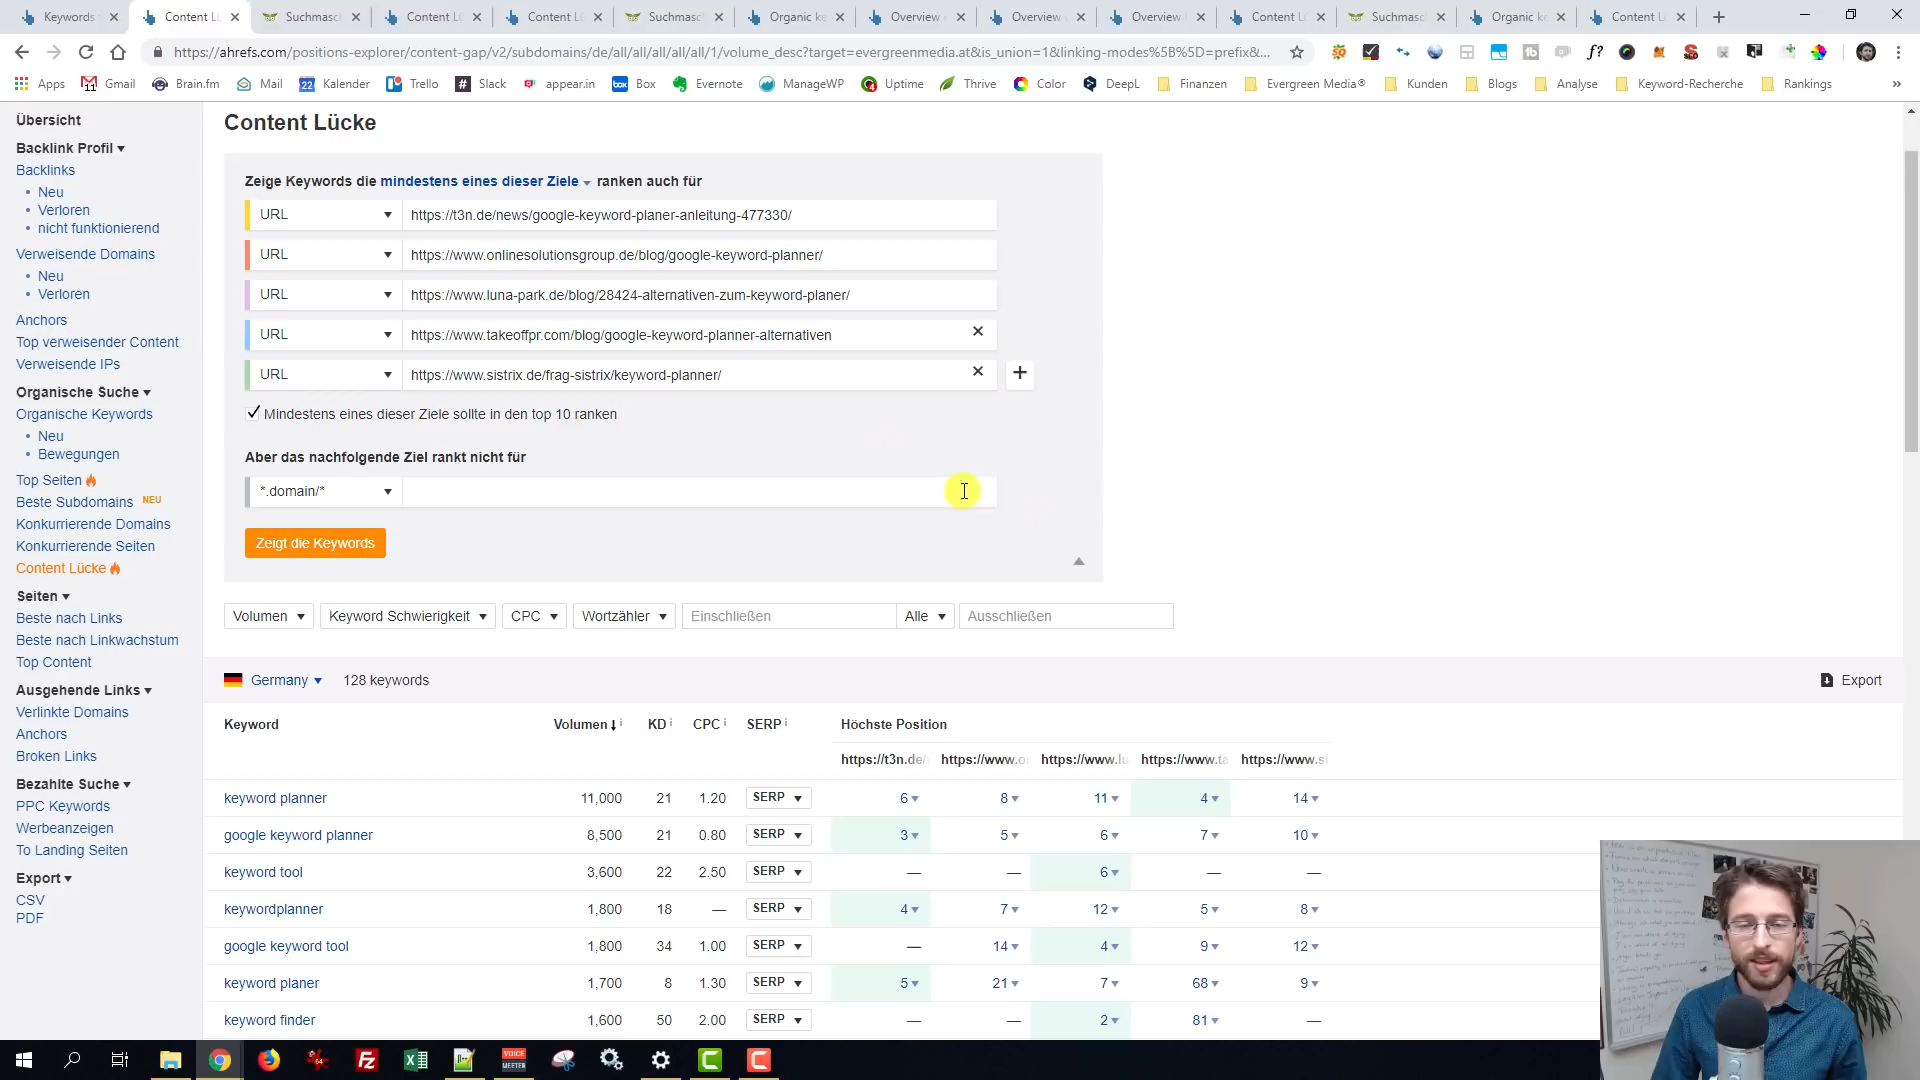 Keywords
Content Lü
Suchmasc
Content Lü
Content Lü
Suchmasc
Organic ke
Overview
Overview
Overview
Content L
Suchmasc
Organic ke
Content L
https://ahrefs.com/positions-explorer/content-gap/v2/subdomains/de/all/all/all/all/all/1/volume_desc?target=evergreenmedia.at&is_union=1&linking-modes%5B%5D=prefix&...
Apps Gmail Brain.fm Mail Kalender Trello Slack appear.in Box Evernote ManageWP Uptime Thrive Color DeepL Finanzen Evergreen Media® Kunden Blogs Analyse Keyword-Recherche Rankings »
Übersicht
Backlink Profil
Backlinks
Neu
Verloren
nicht funktionierend
Verweisende Domains
Neu
Verloren
Anchors
Top verweisender Content
Verweisende IPs
Organische Suche
Organische Keywords
Neu
Bewegungen
Top Seiten
Beste Subdomains NEU
Konkurrierende Domains
Konkurrierende Seiten
Content Lücke
Seiten
Beste nach Links
Beste nach Linkwachstum
Top Content
Ausgehende Links
Verlinkte Domains
Anchors
Broken Links
Bezahlte Suche
PPC Keywords
Werbeanzeigen
To Landing Seiten
Export
CSV
PDF
Content Lücke
Zeige Keywords die mindestens eines dieser Ziele ranken auch für
URL https://t3n.de/news/google-keyword-planer-anleitung-477330/
URL https://www.onlinesolutionsgroup.de/blog/google-keyword-planner/
URL https://www.luna-park.de/blog/28424-alternativen-zum-keyword-planer/
URL https://www.takeoffpr.com/blog/google-keyword-planner-alternativen
URL https://www.sistrix.de/frag-sistrix/keyword-planner/
Mindestens eines dieser Ziele sollte in den top 10 ranken
Aber das nachfolgende Ziel rankt nicht für
*.domain/*
Zeigt die Keywords
Volumen Keyword Schwierigkeit CPC Wortzähler Einschließen Alle Ausschließen
Germany 128 keywords Export
Keyword Volumen KD CPC SERP Höchste Position
https://t3n.de/ https://www.o https://www.lu https://www.ta https://www.si
keyword planner 11,000 21 1.20 SERP 6 8 11 4 14
google keyword planner 8,500 21 0.80 SERP 3 5 6 7 10
keyword tool 3,600 22 2.50 SERP — — 6 — —
keywordplanner 1,800 18 — SERP 4 7 12 5 8
google keyword tool 1,800 34 1.00 SERP — 14 4 9 12
keyword planer 1,700 8 1.30 SERP 5 21 7 68 9
keyword finder 1,600 50 2.00 SERP — — 2 81 —
VOICE
MEETER